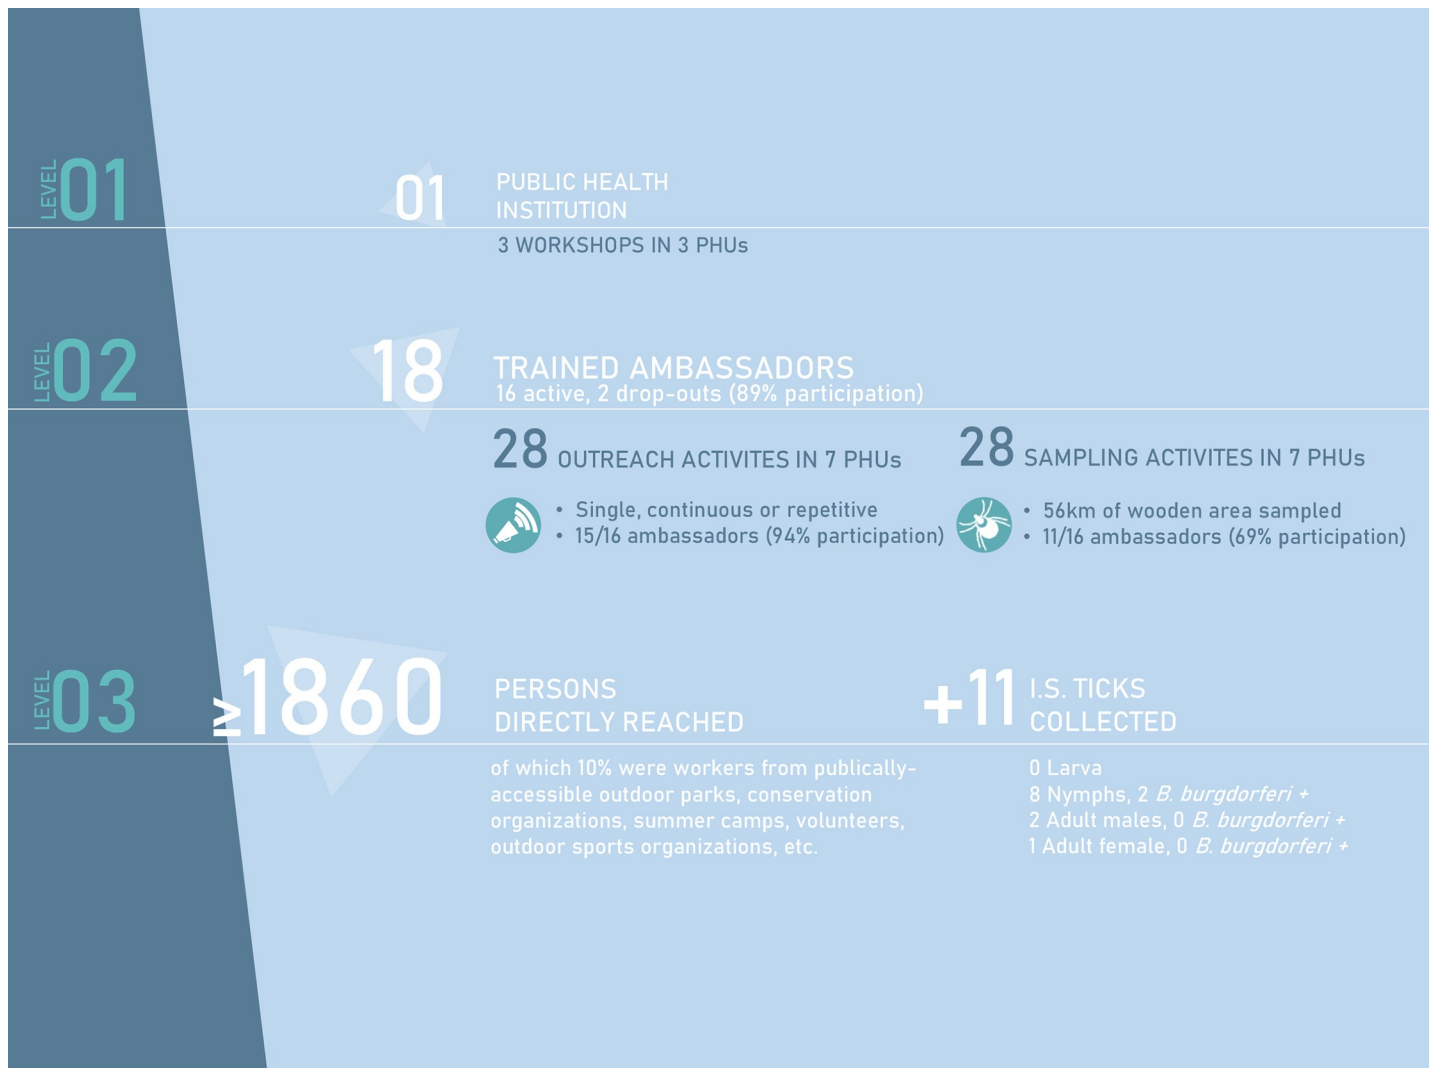 LEVEL 01
01
PUBLIC HEALTH
INSTITUTION
3 WORKSHOPS IN 3 PHUs
LEVEL 02
18
TRAINED AMBASSADORS
16 active, 2 drop-outs (89% participation)
28 OUTREACH ACTIVITES IN 7 PHUs
• Single, continuous or repetitive
• 15/16 ambassadors (94% participation)
28 SAMPLING ACTIVITES IN 7 PHUs
• 56km of wooden area sampled
• 11/16 ambassadors (69% participation)
LEVEL 03
≥1860
PERSONS
DIRECTLY REACHED
of which 10% were workers from publically-
accessible outdoor parks, conservation
organizations, summer camps, volunteers,
outdoor sports organizations, etc.
+11
I.S. TICKS
COLLECTED
0 Larva
8 Nymphs, 2 B. burgdorferi +
2 Adult males, 0 B. burgdorferi +
1 Adult female, 0 B. burgdorferi +